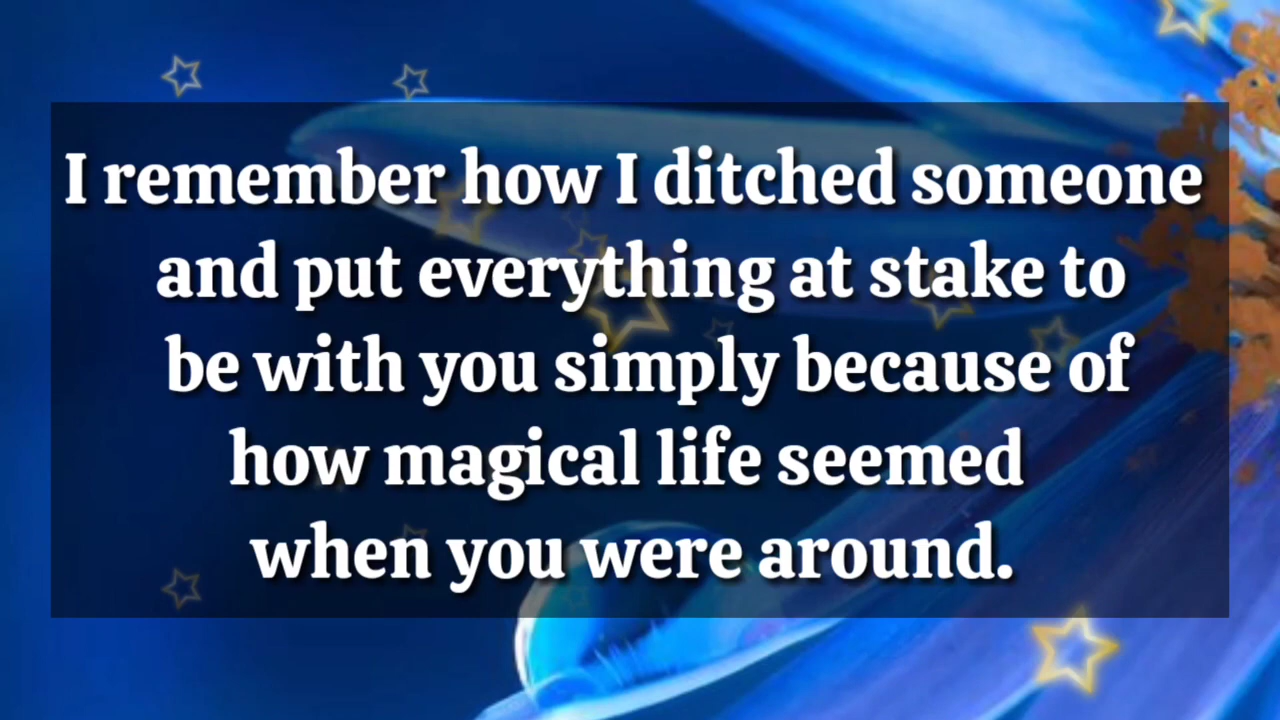 I remember how I ditched someone
and put everything at stake to
be with you simply because of
how magical life seemed
when you were around.